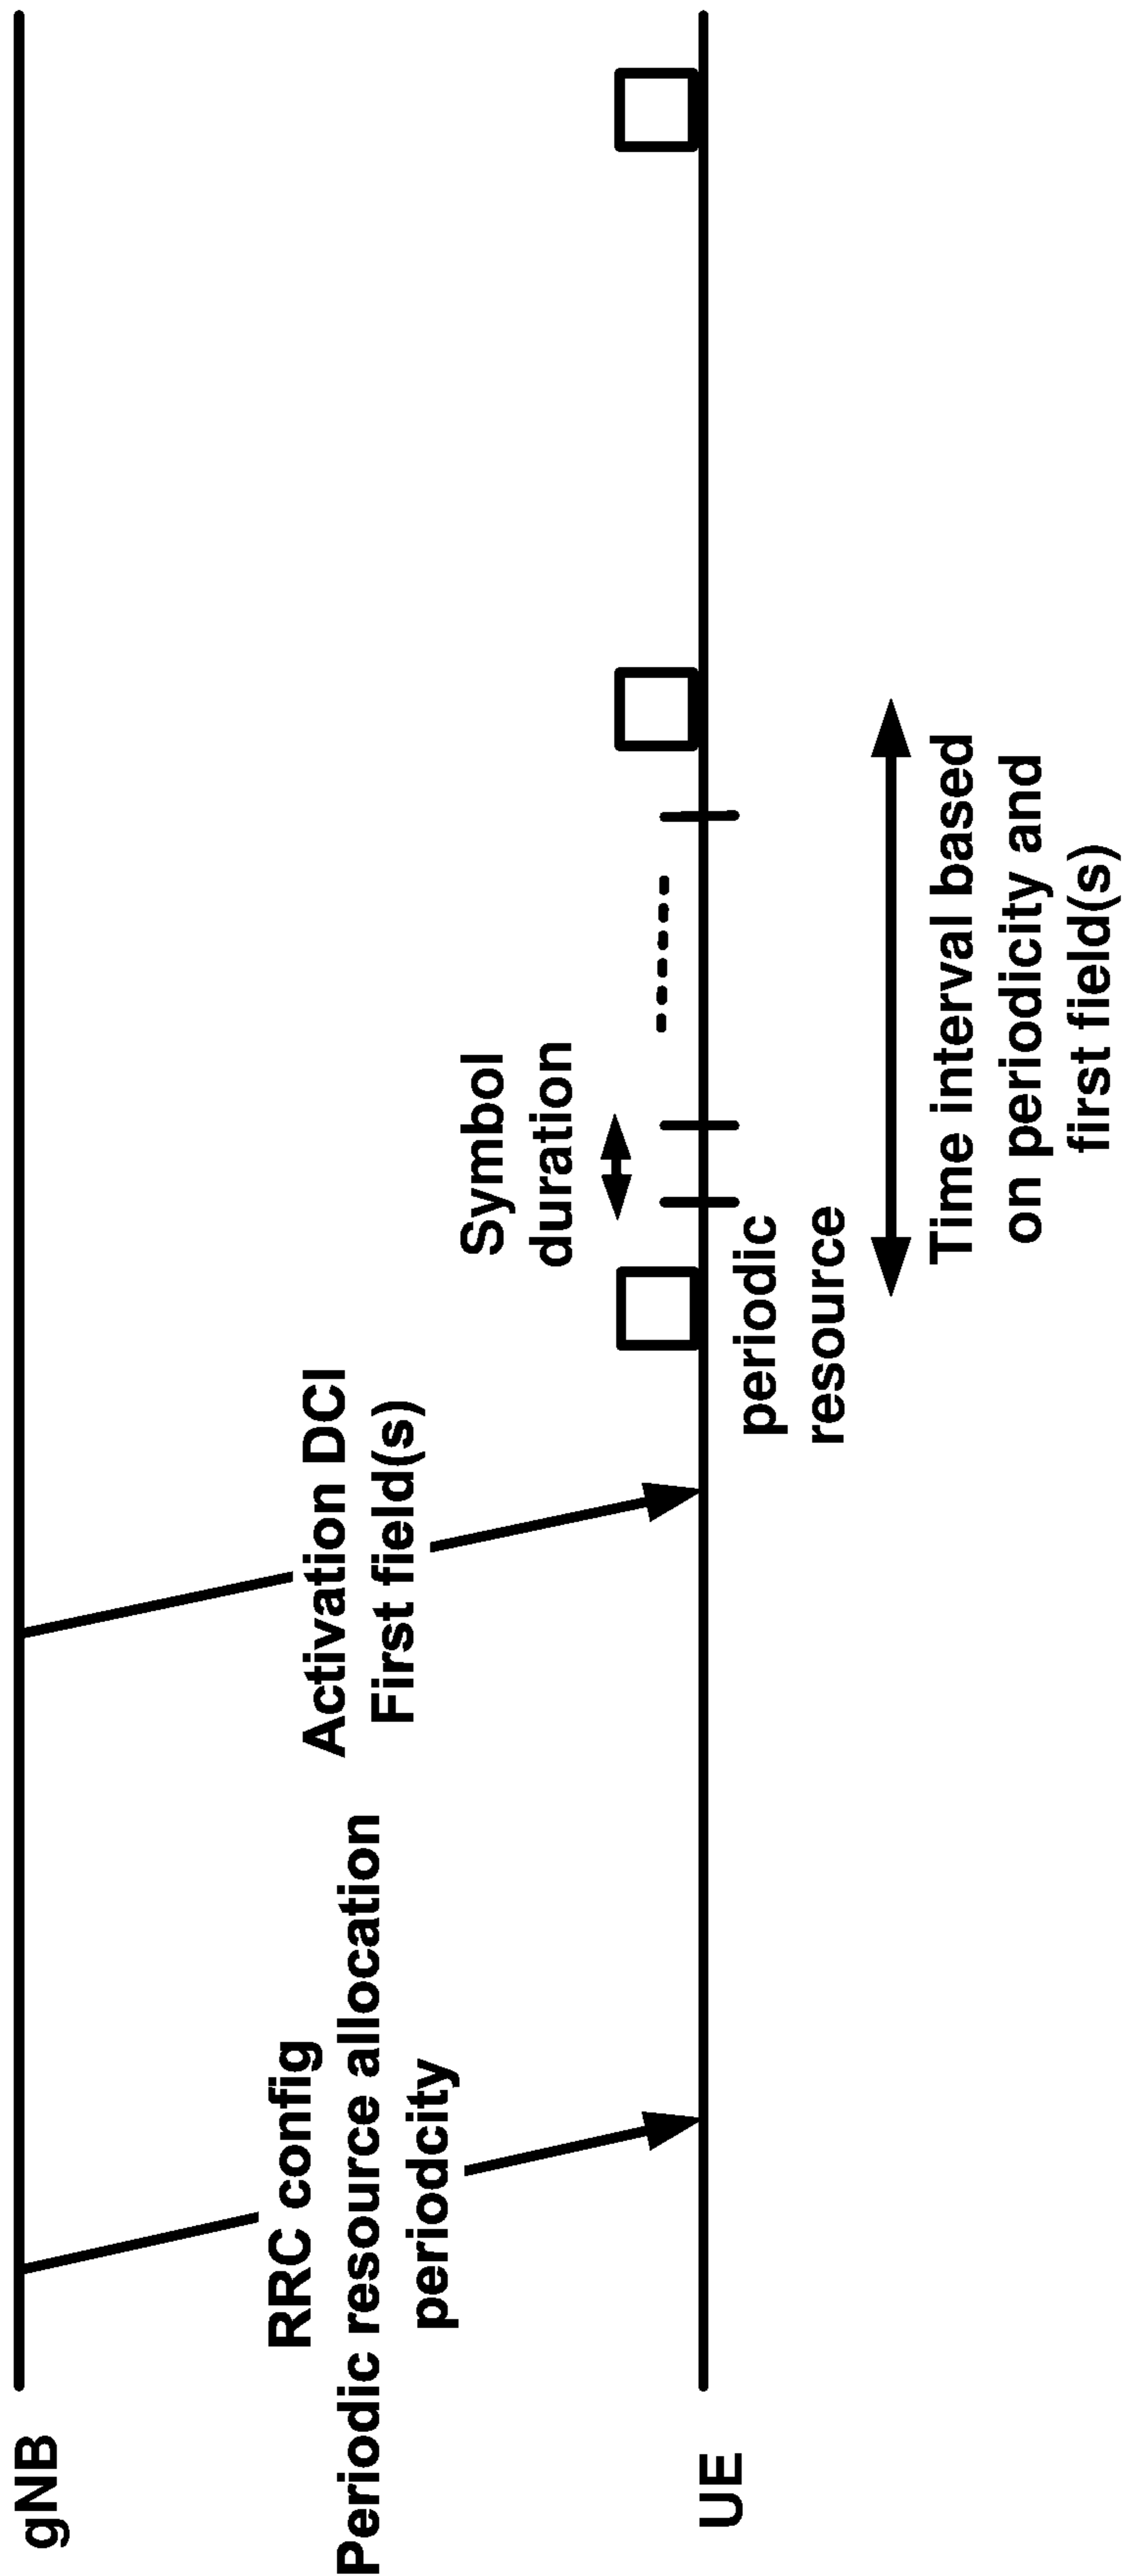 gNB
RRC config
Periodic resource allocation
periodcity
Activation DCI
First field(s)
Symbol
duration
UE
periodic
resource
Time interval based
on periodicity and
first field(s)